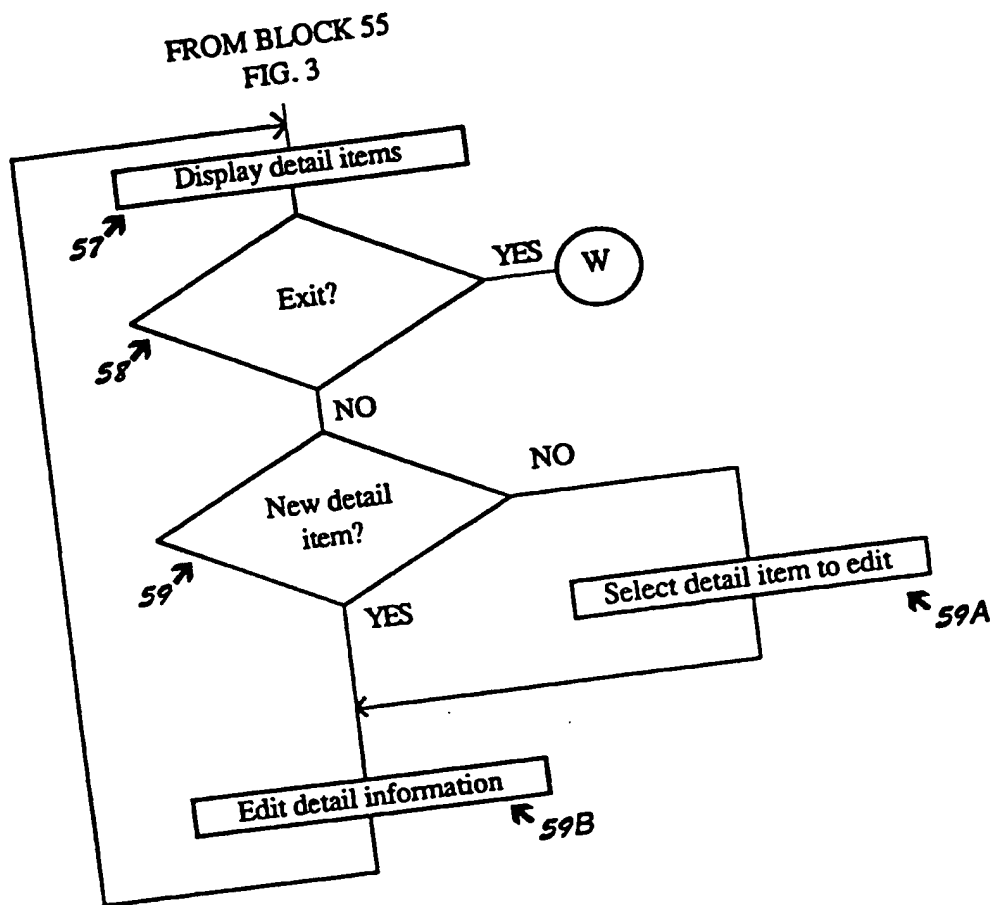 FROM BLOCK 55
FIG. 3
Display detail items
57
YES
W
Exit?
58
NO
NO
New detail
item?
59
Select detail item to edit
59A
YES
Edit detail information
59B